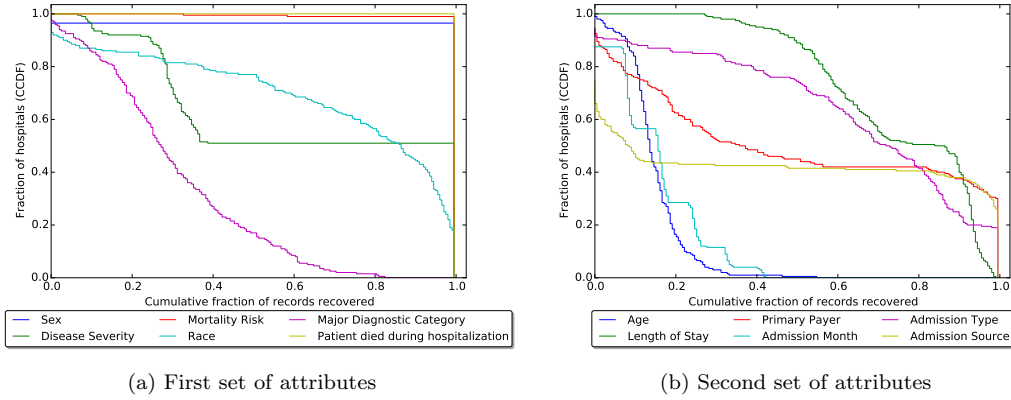 1.0
0.8
0.6
0.4
0.2
0.0
Fraction of hospitals (CCDF)
0.0 0.2 0.4 0.6 0.8 1.0
Cumulative fraction of records recovered
Sex Mortality Risk Major Diagnostic Category
Disease Severity Race Patient died during hospitalization
(a) First set of attributes
1.0
0.8
0.6
0.4
0.2
0.0
Fraction of hospitals (CCDF)
0.0 0.2 0.4 0.6 0.8 1.0
Cumulative fraction of records recovered
Age Primary Payer Admission Type
Length of Stay Admission Month Admission Source
(b) Second set of attributes